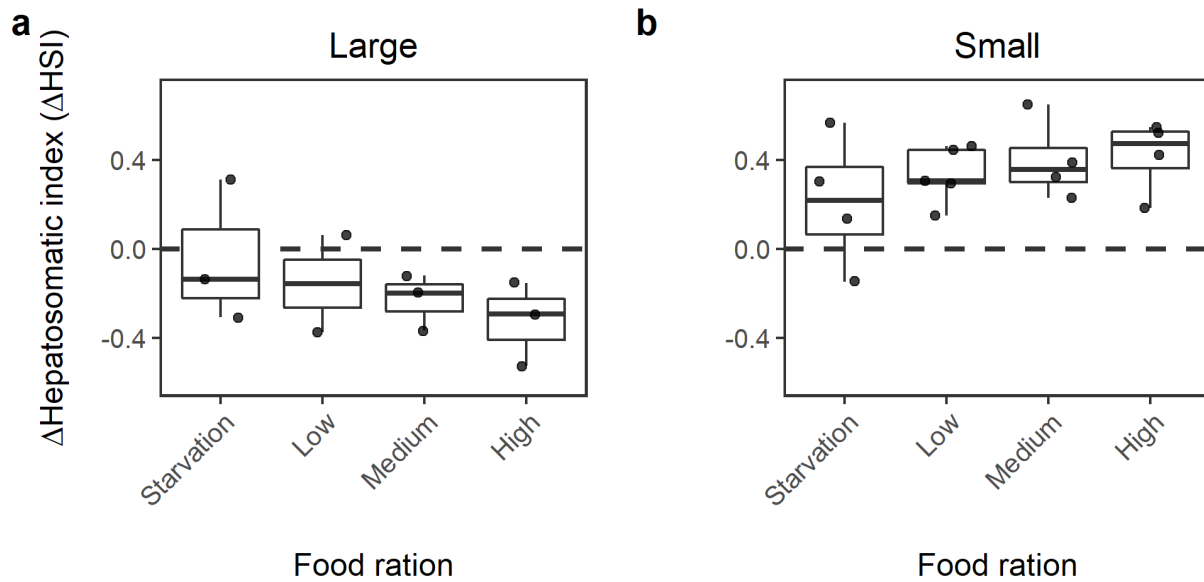 a
Large
ΔHepatosomatic index (ΔHSI)
0.4
0.0
-0.4
Starvation
Low
Medium
High
Food ration
b
Small
0.4
0.0
-0.4
Starvation
Low
Medium
High
Food ration